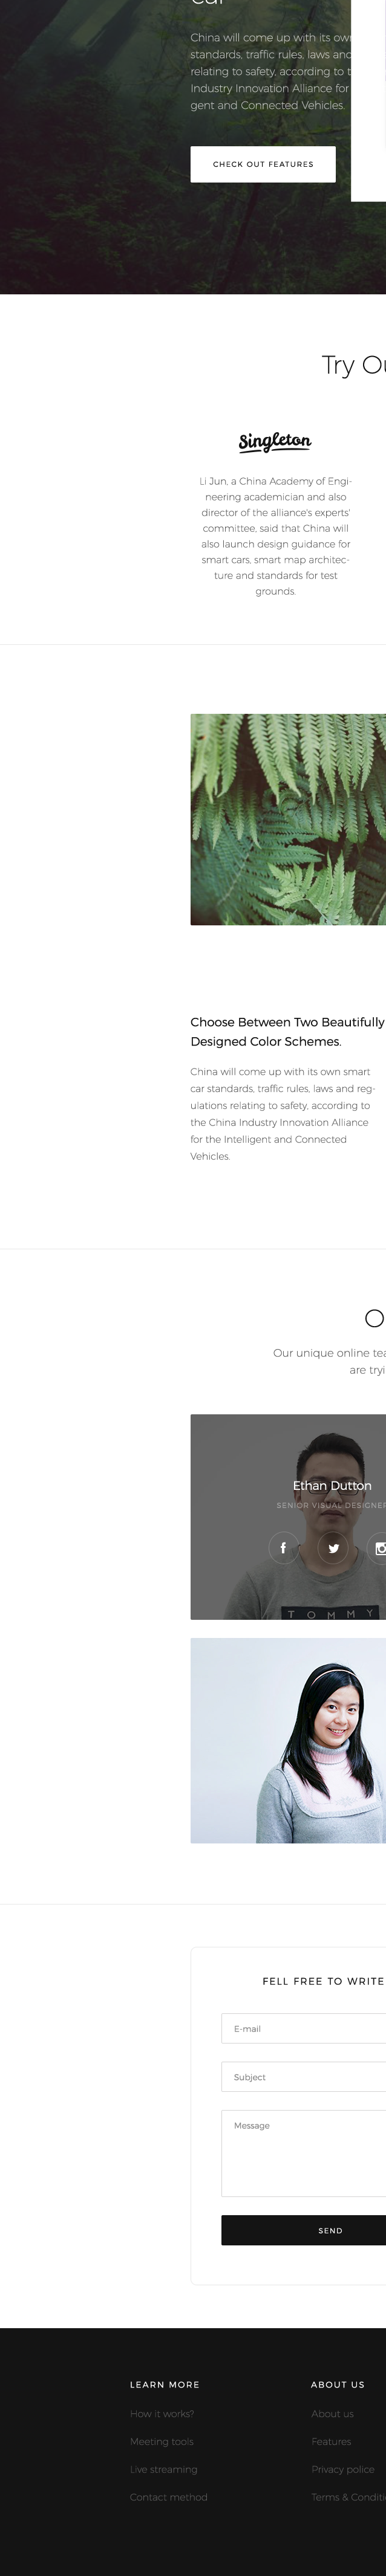 car
China will come up with its own
standards, traffic rules, laws and
relating to safety, according to t
Industry Innovation Alliance for
gent and Connected Vehicles.
CHECK OUT FEATURES
Try Ou
Singleton
Li Jun, a China Academy of Engi-
neering academician and also
director of the alliance's experts'
committee, said that China will
also launch design guidance for
smart cars, smart map architec-
ture and standards for test
grounds.
Choose Between Two Beautifully
Designed Color Schemes.
China will come up with its own smart
car standards, traffic rules, laws and reg-
ulations relating to safety, according to
the China Industry Innovation Alliance
for the Intelligent and Connected
Vehicles.
O
Our unique online tea
are tryi
Ethan Dutton
SENIOR VISUAL DESIGNER
TOMMY
FELL FREE TO WRITE
E-mail
Subject
Message
SEND
LEARN MORE
How it works?
Meeting tools
Live streaming
Contact method
ABOUT US
About us
Features
Privacy police
Terms & Conditi